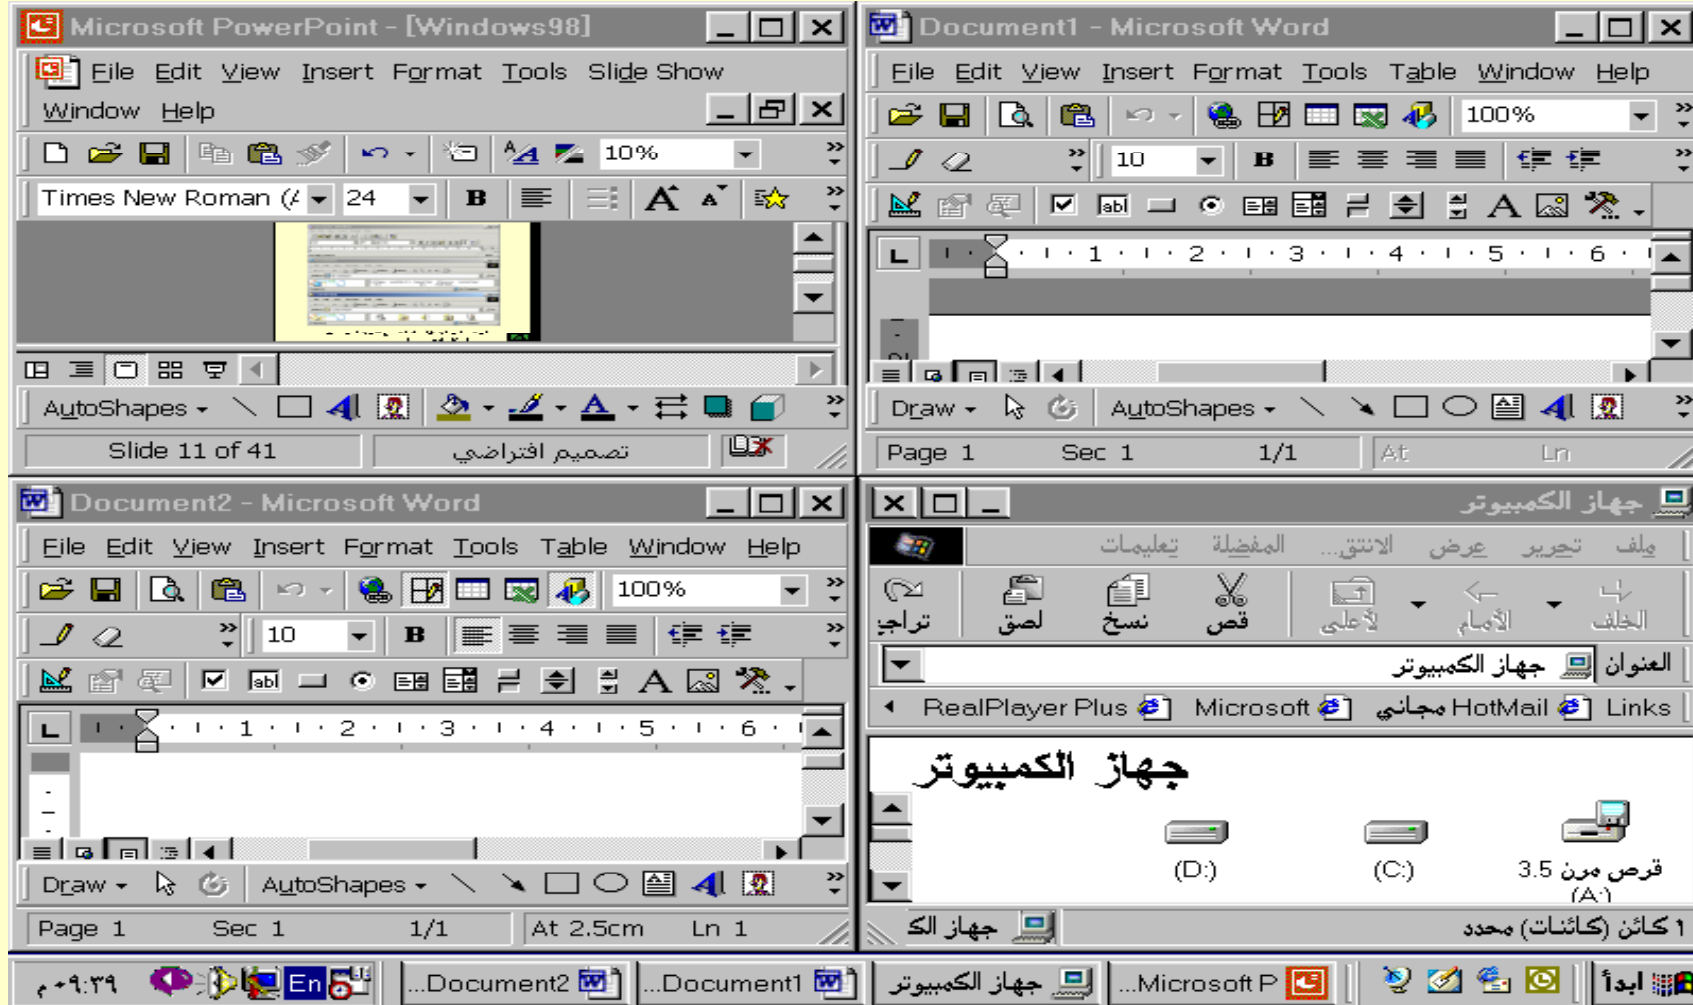 Microsoft PowerPoint - [Windows98]
File Edit View Insert Format Tools Slide Show
Window Help
10%
Times New Roman (A 24 B
AutoShapes
Slide 11 of 41 تصميم افتراضي
Document1 - Microsoft Word
File Edit View Insert Format Tools Table Window Help
100%
10 B
abl A
L 1 2 3 4 5 6
Draw AutoShapes
Page 1 Sec 1 1/1 At Ln
Document2 - Microsoft Word
File Edit View Insert Format Tools Table Window Help
100%
10 B
abl A
L 1 2 3 4 5 6
Draw AutoShapes
Page 1 Sec 1 1/1 At 2.5cm Ln 1
جهاز الكمبيوتر
ملف تحرير عرض الانتق... المفضلة تعليمات
الخلف الأمام لأعلى قص نسخ لصق تراجع
العنوان جهاز الكمبيوتر
Links HotMail مجاني Microsoft RealPlayer Plus
جهاز الكمبيوتر
قرص مرن 3.5 (A:)
(C:)
(D:)
١ كائن (كائنات) محدد جهاز الك
ابدأ Microsoft P... جهاز الكمبيوتر Document1... Document2... En ٠٩:٣٩ م